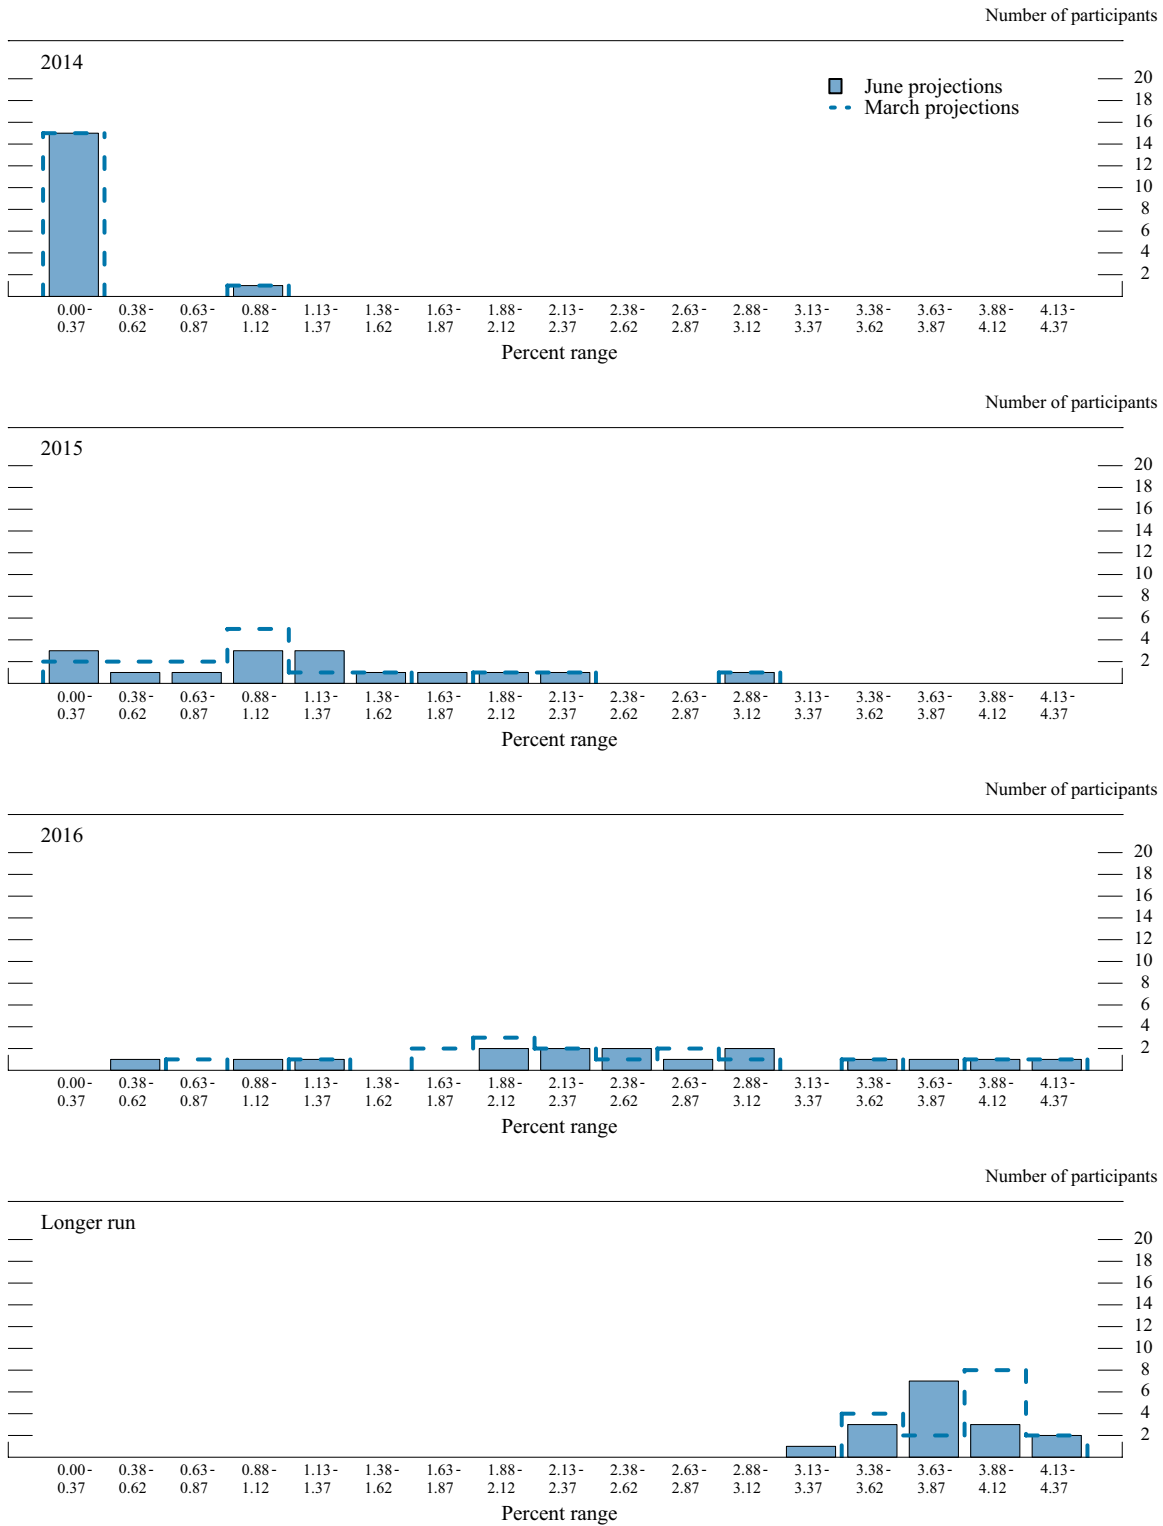 Number of participants
2014
June projections
March projections
20
18
16
14
12
10
8
6
4
2
0.00- 0.38- 0.63- 0.88- 1.13- 1.38- 1.63- 1.88- 2.13- 2.38- 2.63- 2.88- 3.13- 3.38- 3.63- 3.88- 4.13-
0.37 0.62 0.87 1.12 1.37 1.62 1.87 2.12 2.37 2.62 2.87 3.12 3.37 3.62 3.87 4.12 4.37
Percent range
Number of participants
2015
20
18
16
14
12
10
8
6
4
2
0.00- 0.38- 0.63- 0.88- 1.13- 1.38- 1.63- 1.88- 2.13- 2.38- 2.63- 2.88- 3.13- 3.38- 3.63- 3.88- 4.13-
0.37 0.62 0.87 1.12 1.37 1.62 1.87 2.12 2.37 2.62 2.87 3.12 3.37 3.62 3.87 4.12 4.37
Percent range
Number of participants
2016
20
18
16
14
12
10
8
6
4
2
0.00- 0.38- 0.63- 0.88- 1.13- 1.38- 1.63- 1.88- 2.13- 2.38- 2.63- 2.88- 3.13- 3.38- 3.63- 3.88- 4.13-
0.37 0.62 0.87 1.12 1.37 1.62 1.87 2.12 2.37 2.62 2.87 3.12 3.37 3.62 3.87 4.12 4.37
Percent range
Number of participants
Longer run
20
18
16
14
12
10
8
6
4
2
0.00- 0.38- 0.63- 0.88- 1.13- 1.38- 1.63- 1.88- 2.13- 2.38- 2.63- 2.88- 3.13- 3.38- 3.63- 3.88- 4.13-
0.37 0.62 0.87 1.12 1.37 1.62 1.87 2.12 2.37 2.62 2.87 3.12 3.37 3.62 3.87 4.12 4.37
Percent range